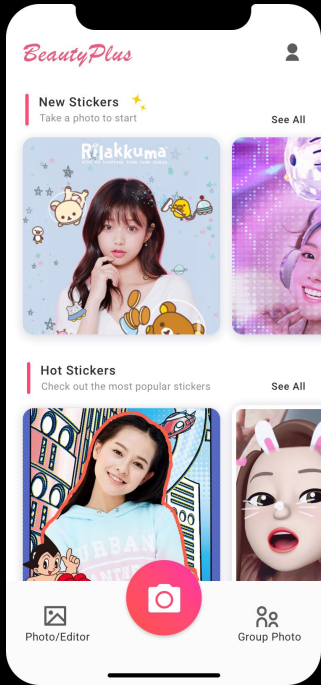 BeautyPlus
New Stickers
Take a photo to start
See All
Rilakkuma
Hot Stickers
Check out the most popular stickers
See All
URBAN
Photo/Editor
Group Photo